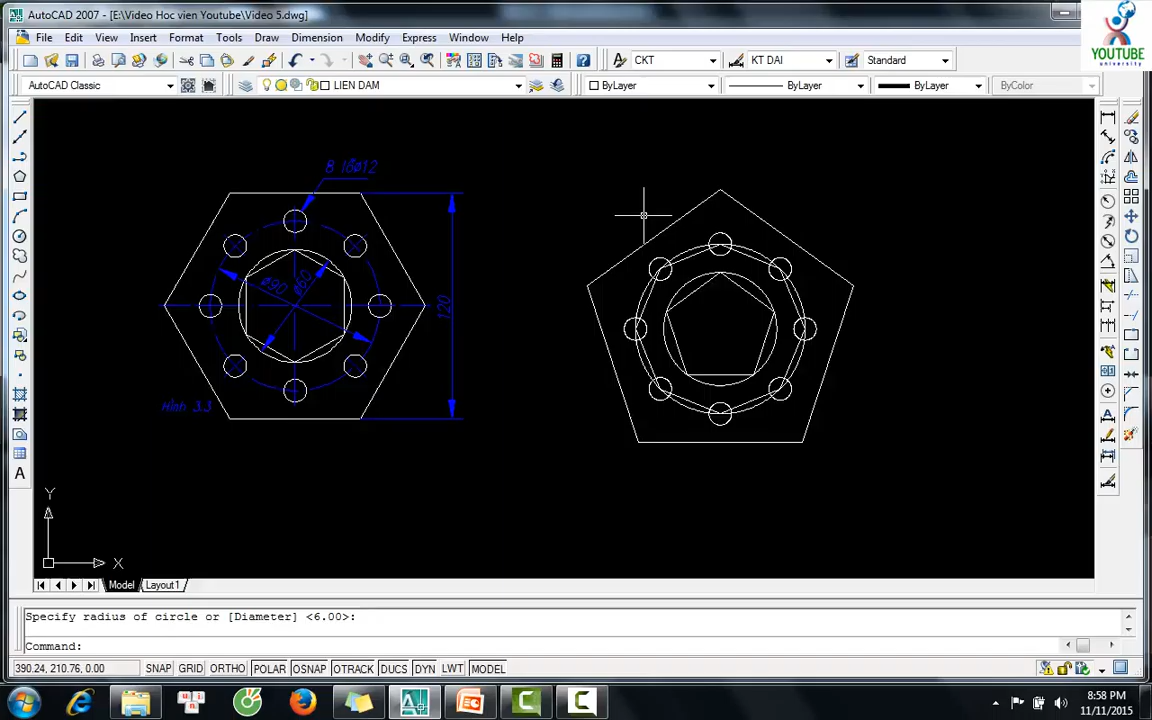 AutoCAD 2007 - [E:\Video Hoc vien Youtube\Video 5.dwg]
File Edit View Insert Format Tools Draw Dimension Modify Express Window Help
YOUTUBE
university
CKT KT DAI Standard
AutoCAD Classic LIEN DAM ByLayer ByLayer ByLayer ByColor
8 lỗø12
ø90 ø60
120
Hình 3.3
Y
X
A
A
Model Layout1
Specify radius of circle or [Diameter] <6.00>:
Command:
390.24, 210.76, 0.00 SNAP GRID ORTHO POLAR OSNAP OTRACK DUCS DYN LWT MODEL
8:58 PM
11/11/2015